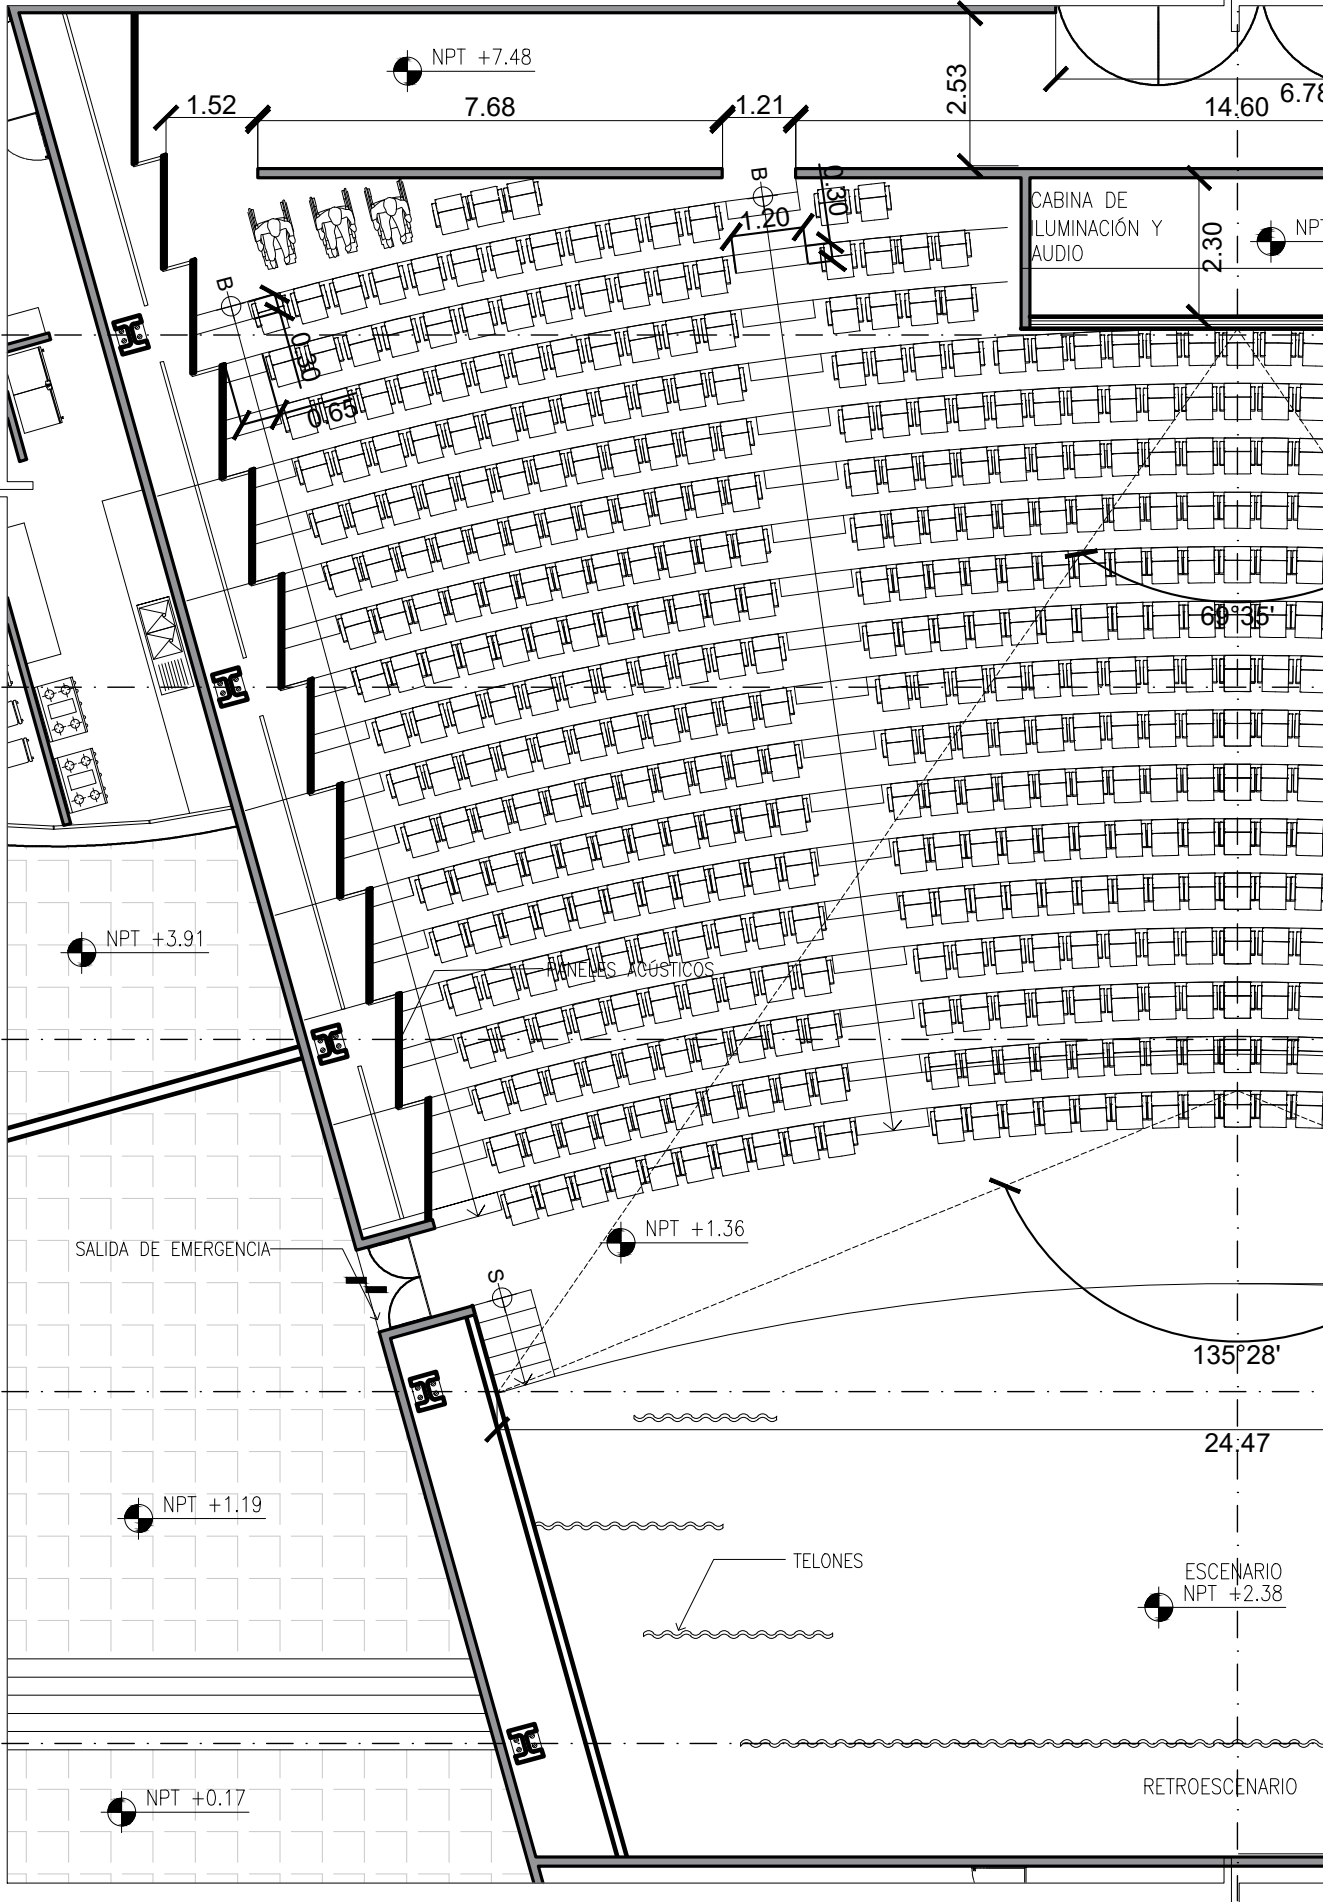 NPT +7.48
1.52
7.68
1.21
2.53
14.60
6.78
B
0.30
1.20
CABINA DE
ILUMINACIÓN Y
AUDIO
2.30
NPT
B
0.30
0.65
69°35'
NPT +3.91
PANELES ACÚSTICOS
NPT +1.36
SALIDA DE EMERGENCIA
S
135°28'
24.47
NPT +1.19
TELONES
ESCENARIO
NPT +2.38
RETROESCENARIO
NPT +0.17